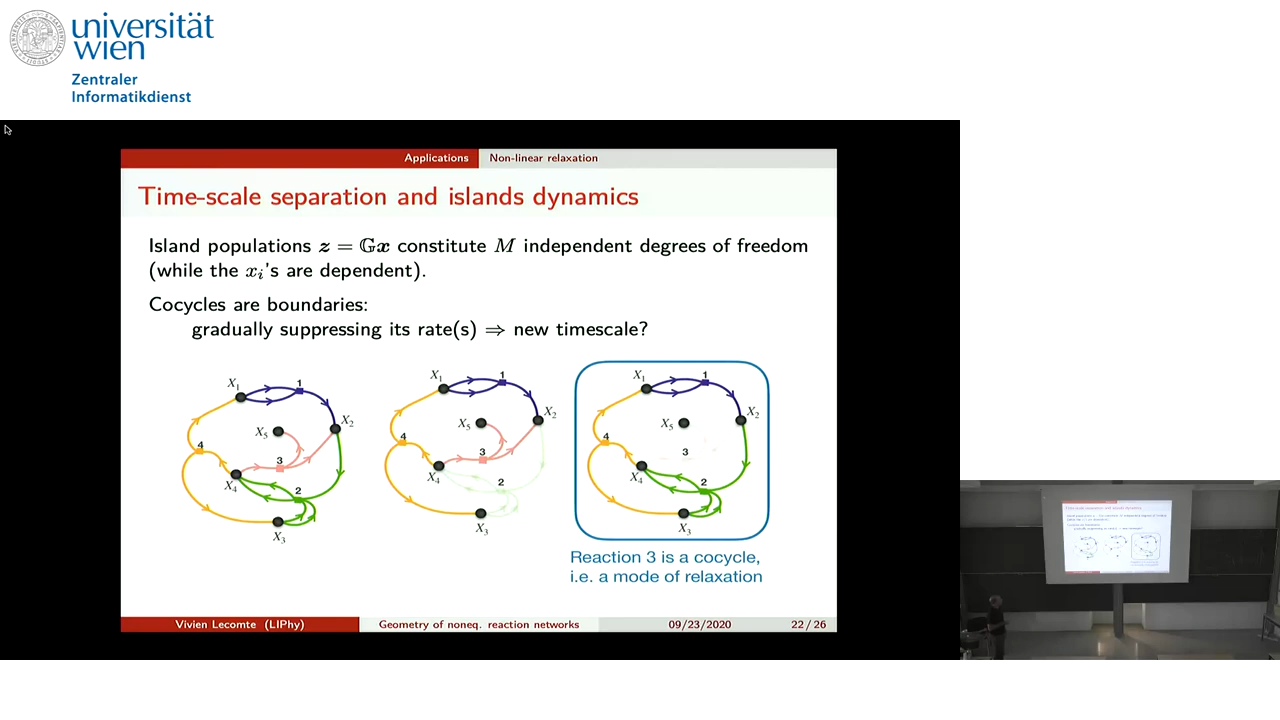 universität
wien
Zentraler
Informatikdienst
Applications Non-linear relaxation
Time-scale separation and islands dynamics
Island populations z = 𝔾x constitute M independent degrees of freedom
(while the xᵢ's are dependent).
Cocycles are boundaries:
gradually suppressing its rate(s) ⇒ new timescale?
X₁ 1 X₂ X₅ 4 3 X₄ 2 X₃
X₁ 1 X₂ X₅ 4 3 X₄ 2 X₃
X₁ 1 X₂ X₅ 4 3 X₄ 2 X₃
Reaction 3 is a cocycle,
i.e. a mode of relaxation
Vivien Lecomte (LIPhy) Geometry of noneq. reaction networks 09/23/2020 22 / 26